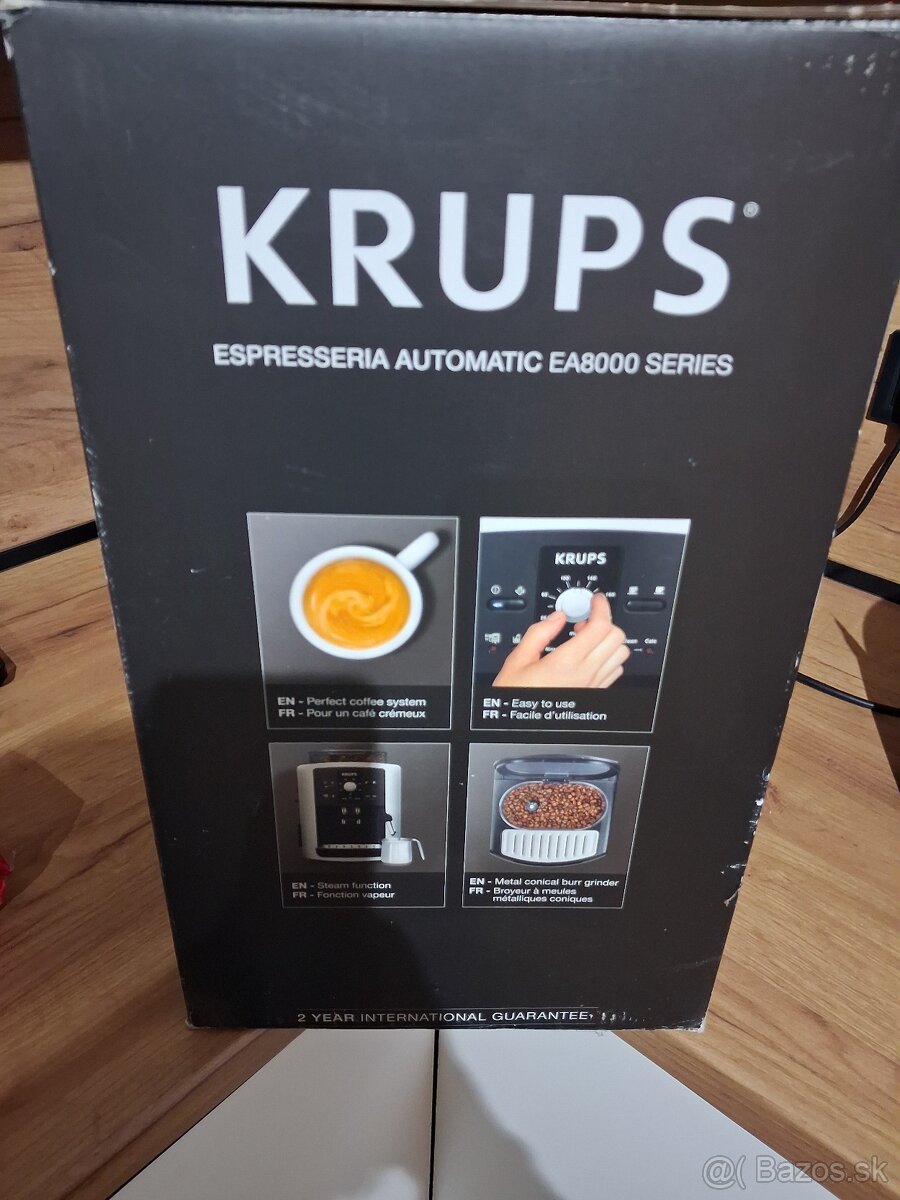 KRUPS®
ESPRESSERIA AUTOMATIC EA8000 SERIES
KRUPS
EN - Perfect coffee system
FR - Pour un café crémeux
EN - Easy to use
FR - Facile d'utilisation
KRUPS
EN - Steam function
FR - Fonction vapeur
EN - Metal conical burr grinder
FR - Broyeur à meules
métalliques coniques
2 YEAR INTERNATIONAL GUARANTEE
@( Bazos.sk